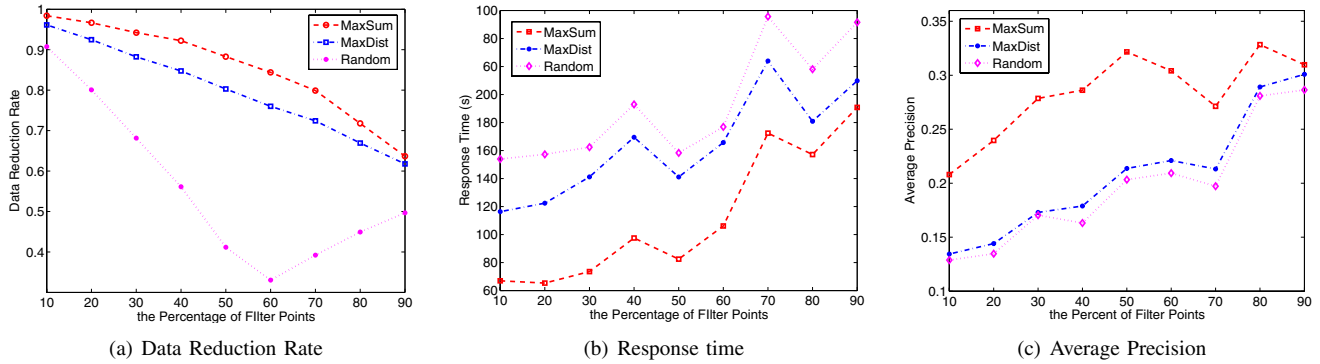 1
0.9
0.8
0.7
0.6
0.5
0.4
Data Reduction Rate
MaxSum
MaxDist
Random
10 20 30 40 50 60 70 80 90
the Percentage of FIlter Points
(a) Data Reduction Rate
100
80
60
200
180
160
140
120
100
80
60
Response Time (s)
MaxSum
MaxDist
Random
10 20 30 40 50 60 70 80 90
the Percentage of FIlter Points
(b) Response time
0.35
0.3
0.25
0.2
0.15
0.1
Average Precision
MaxSum
MaxDist
Random
10 20 30 40 50 60 70 80 90
the Percent of FIlter Points
(c) Average Precision